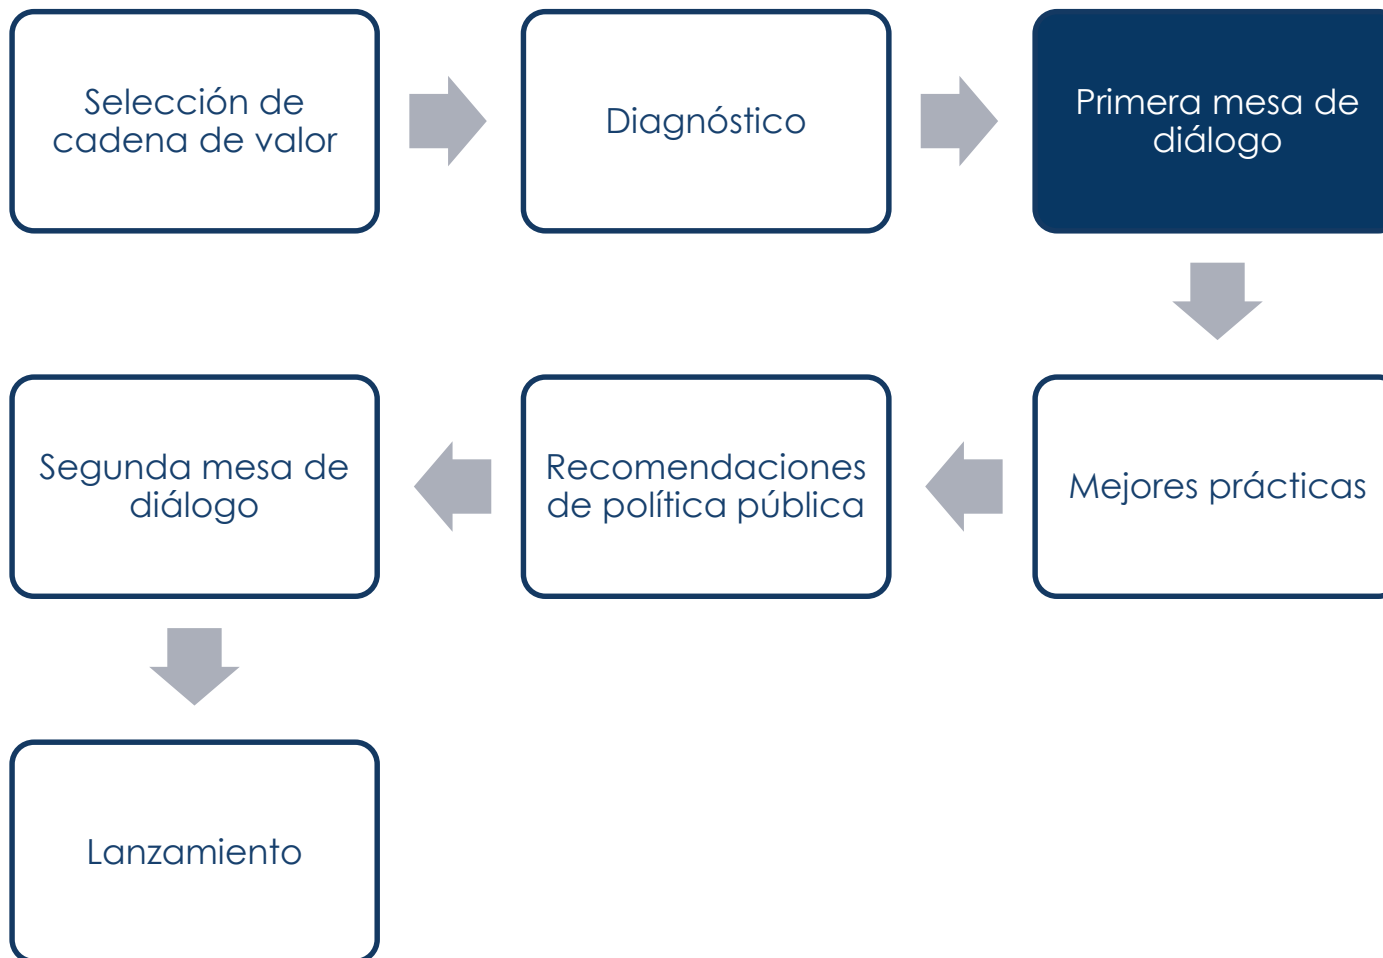 Selección de
cadena de valor
Diagnóstico
Primera mesa de
diálogo
Mejores prácticas
Recomendaciones
de política pública
Segunda mesa de
diálogo
Lanzamiento